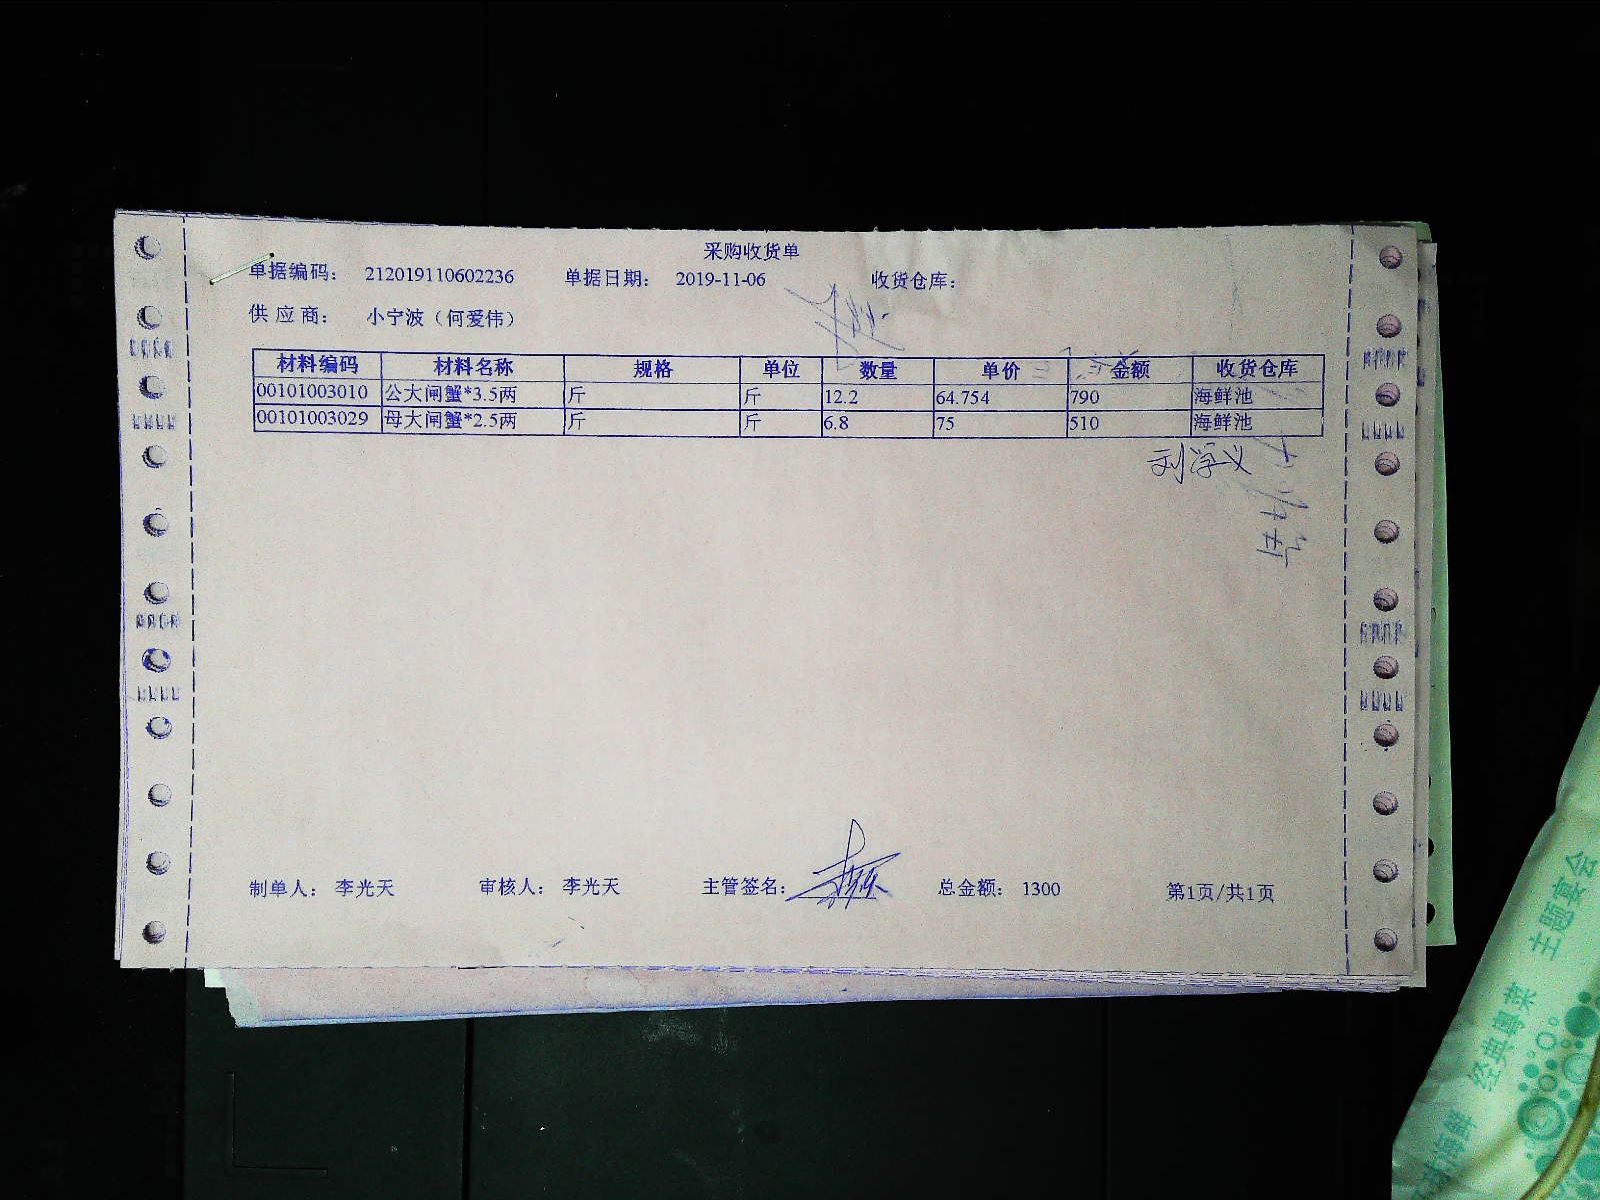 采购收货单
单据编码： 212019110602236 单据日期： 2019-11-06 收货仓库：
供 应 商： 小宁波（何爱伟）
材料编码 材料名称 规格 单位 数量 单价 金额 收货仓库
00101003010 公大闸蟹*3.5两 斤 斤 12.2 64.754 790 海鲜池
00101003029 母大闸蟹*2.5两 斤 斤 6.8 75 510 海鲜池
刘学义
制单人： 李光天 审核人： 李光天 主管签名： 总金额： 1300 第1页/共1页
经典粤菜 主题宴会
海鲜